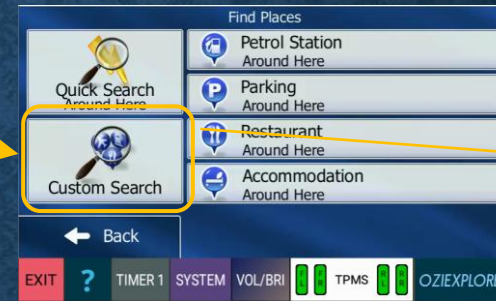 Find Places
Quick Search
Around Here
Custom Search
Petrol Station
Around Here
Parking
Around Here
Restaurant
Around Here
Accommodation
Around Here
Back
EXIT ? TIMER 1 SYSTEM VOL/BRI TPMS OZIEXPLORE